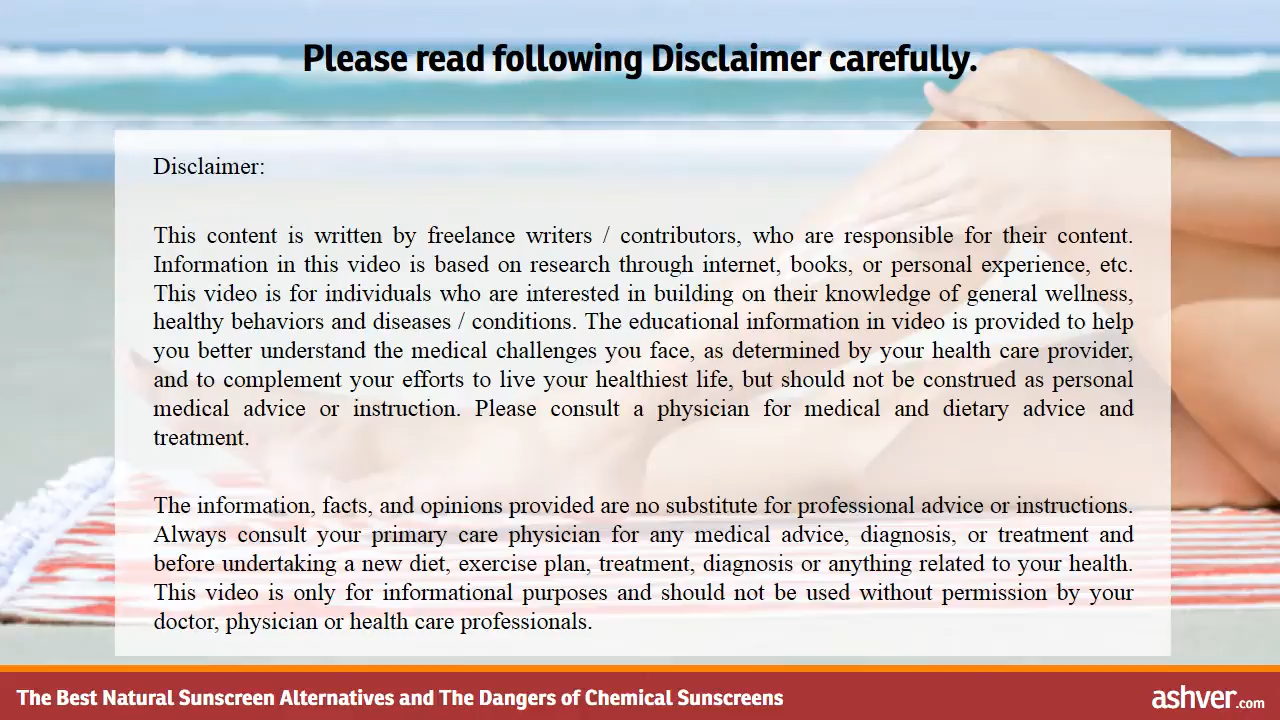 Please read following Disclaimer carefully.
Disclaimer:
This content is written by freelance writers / contributors, who are responsible for their content.
Information in this video is based on research through internet, books, or personal experience, etc.
This video is for individuals who are interested in building on their knowledge of general wellness,
healthy behaviors and diseases / conditions. The educational information in video is provided to help
you better understand the medical challenges you face, as determined by your health care provider,
and to complement your efforts to live your healthiest life, but should not be construed as personal
medical advice or instruction. Please consult a physician for medical and dietary advice and
treatment.
The information, facts, and opinions provided are no substitute for professional advice or instructions.
Always consult your primary care physician for any medical advice, diagnosis, or treatment and
before undertaking a new diet, exercise plan, treatment, diagnosis or anything related to your health.
This video is only for informational purposes and should not be used without permission by your
doctor, physician or health care professionals.
The Best Natural Sunscreen Alternatives and The Dangers of Chemical Sunscreens
ashver.com